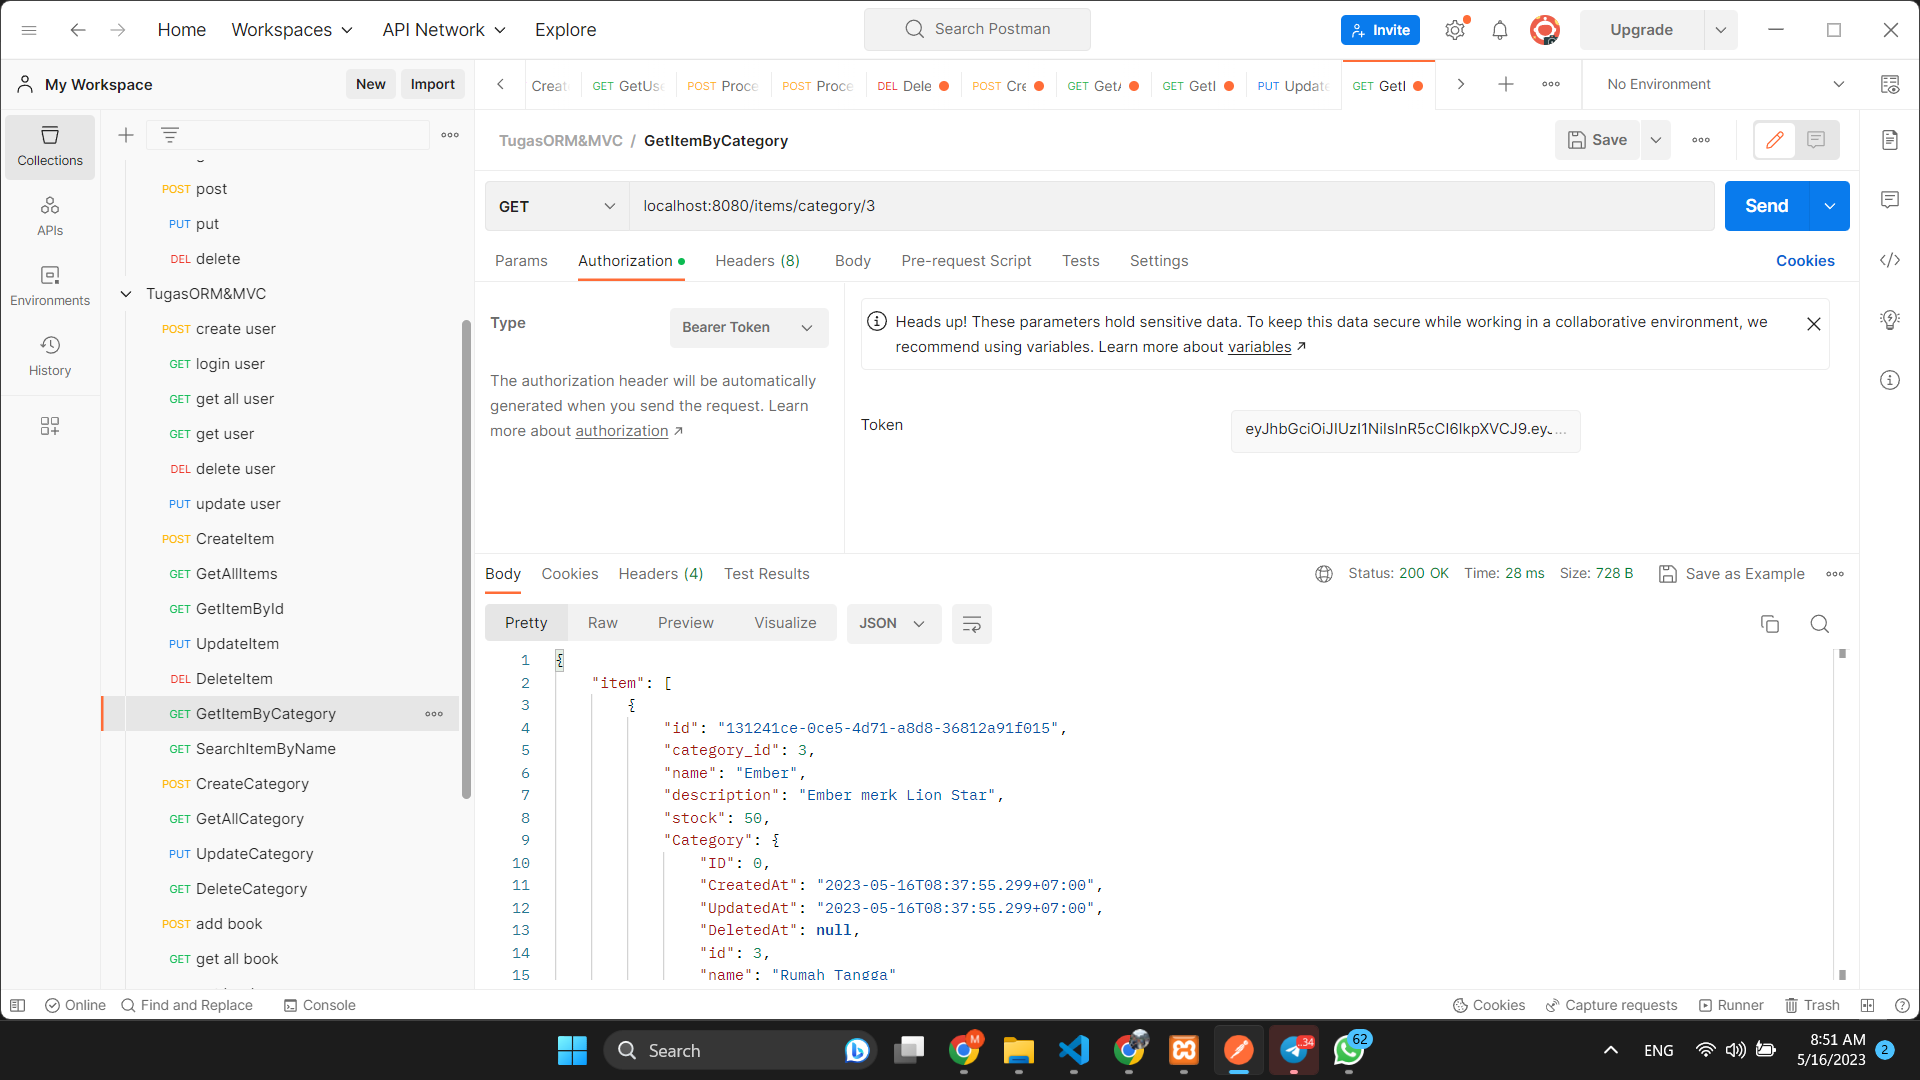 Home
Workspaces
API Network
Explore
Search Postman
Invite
Upgrade
My Workspace
New
Import
Creat
GET GetUse
POST Proce
POST Proce
DEL Dele
POST Cre
GET GetA
GET GetI
PUT Update
GET GetI
No Environment
Collections
APIs
Environments
History
POST post
PUT put
DEL delete
TugasORM&MVC
POST create user
GET login user
GET get all user
GET get user
DEL delete user
PUT update user
POST CreateItem
GET GetAllItems
GET GetItemById
PUT UpdateItem
DEL DeleteItem
GET GetItemByCategory
GET SearchItemByName
POST CreateCategory
GET GetAllCategory
PUT UpdateCategory
GET DeleteCategory
POST add book
GET get all book
TugasORM&MVC / GetItemByCategory
Save
GET
localhost:8080/items/category/3
Send
Params
Authorization
Headers (8)
Body
Pre-request Script
Tests
Settings
Cookies
Type
Bearer Token
The authorization header will be automatically
generated when you send the request. Learn
more about authorization ↗
Heads up! These parameters hold sensitive data. To keep this data secure while working in a collaborative environment, we
recommend using variables. Learn more about variables ↗
Token
eyJhbGciOiJIUzI1NiIsInR5cCI6IkpXVCJ9.eyJ...
Body
Cookies
Headers (4)
Test Results
Status: 200 OK
Time: 28 ms
Size: 728 B
Save as Example
Pretty
Raw
Preview
Visualize
JSON
1 {
2 "item": [
3 {
4 "id": "131241ce-0ce5-4d71-a8d8-36812a91f015",
5 "category_id": 3,
6 "name": "Ember",
7 "description": "Ember merk Lion Star",
8 "stock": 50,
9 "Category": {
10 "ID": 0,
11 "CreatedAt": "2023-05-16T08:37:55.299+07:00",
12 "UpdatedAt": "2023-05-16T08:37:55.299+07:00",
13 "DeletedAt": null,
14 "id": 3,
15 "name": "Rumah Tangga"
Online
Find and Replace
Console
Cookies
Capture requests
Runner
Trash
Search
M
34
62
ENG
8:51 AM
5/16/2023
2